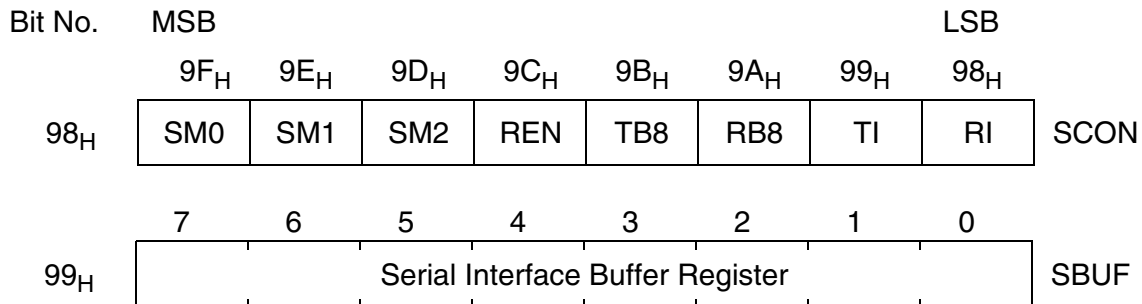 Bit No. MSB LSB
9FH 9EH 9DH 9CH 9BH 9AH 99H 98H
98H SM0 SM1 SM2 REN TB8 RB8 TI RI SCON
7 6 5 4 3 2 1 0
99H Serial Interface Buffer Register SBUF